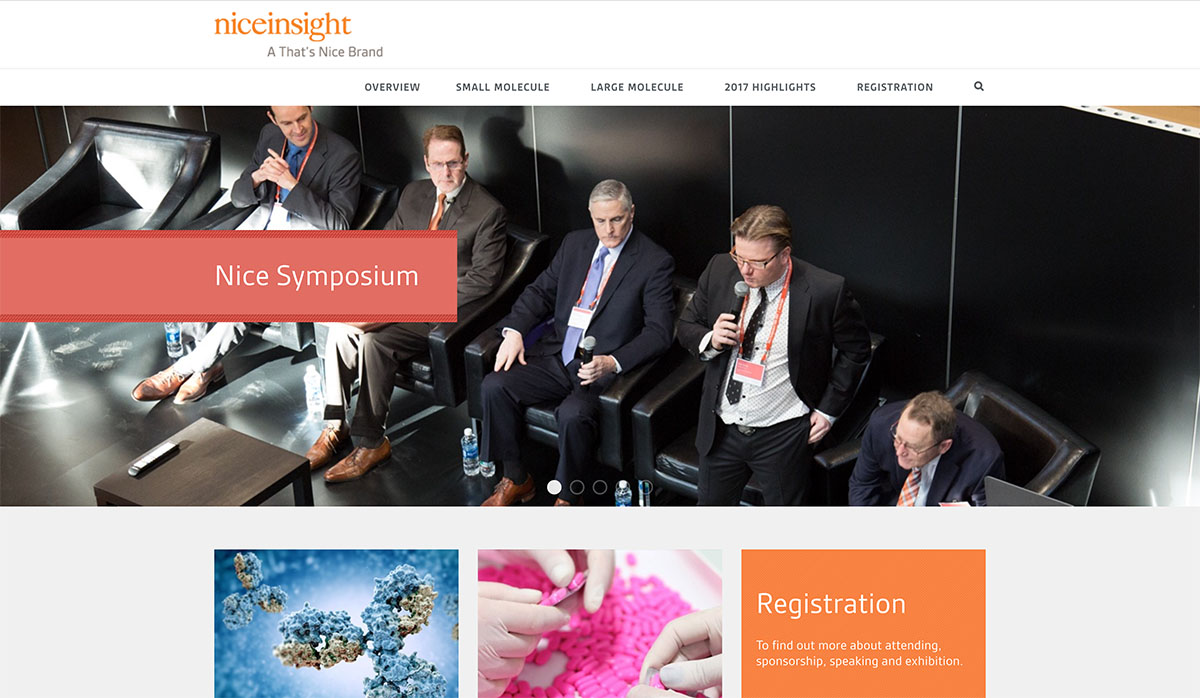 niceinsight
A That's Nice Brand
OVERVIEW SMALL MOLECULE LARGE MOLECULE 2017 HIGHLIGHTS REGISTRATION
Nice Symposium
Registration
To find out more about attending,
sponsorship, speaking and exhibition.